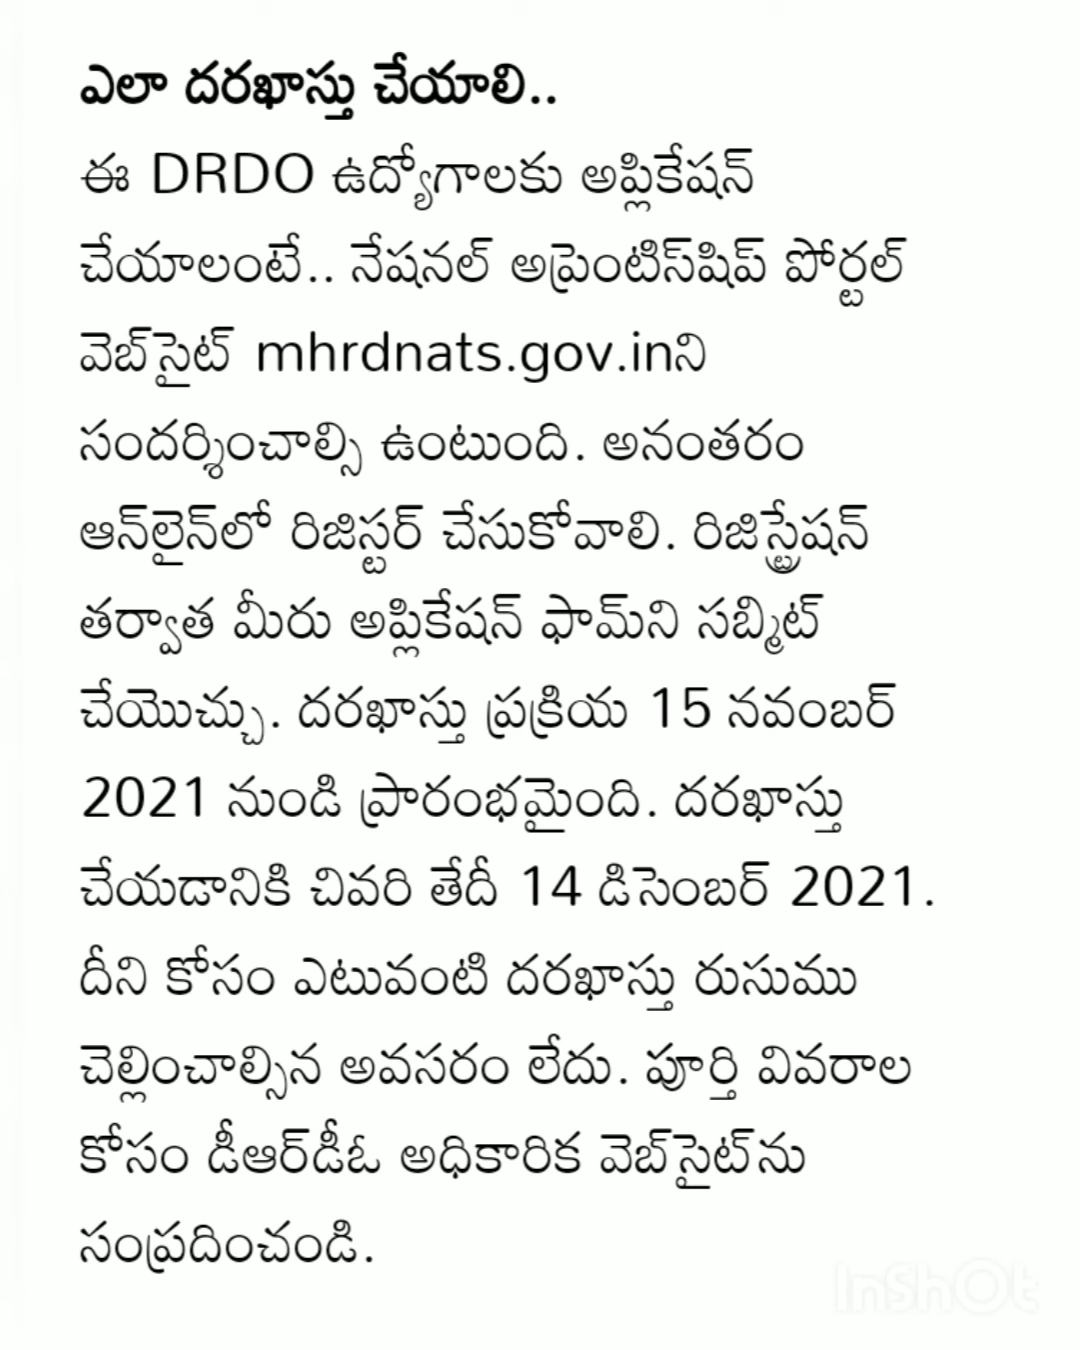 ఎలా దరఖాస్తు చేయాలి..
ఈ DRDO ఉద్యోగాలకు అప్లికేషన్
చేయాలంటే.. నేషనల్ అప్రెంటిస్‌షిప్ పోర్టల్
వెబ్‌సైట్ mhrdnats.gov.inని
సందర్శించాల్సి ఉంటుంది. అనంతరం
ఆన్‌లైన్‌లో రిజిస్టర్ చేసుకోవాలి. రిజిస్ట్రేషన్
తర్వాత మీరు అప్లికేషన్ ఫామ్‌ని సబ్మిట్
చేయొచ్చు. దరఖాస్తు ప్రక్రియ 15 నవంబర్
2021 నుండి ప్రారంభమైంది. దరఖాస్తు
చేయడానికి చివరి తేదీ 14 డిసెంబర్ 2021.
దీని కోసం ఎటువంటి దరఖాస్తు రుసుము
చెల్లించాల్సిన అవసరం లేదు. పూర్తి వివరాల
కోసం డీఆర్‌డీఓ అధికారిక వెబ్‌సైట్‌ను
సంప్రదించండి.
InShOt